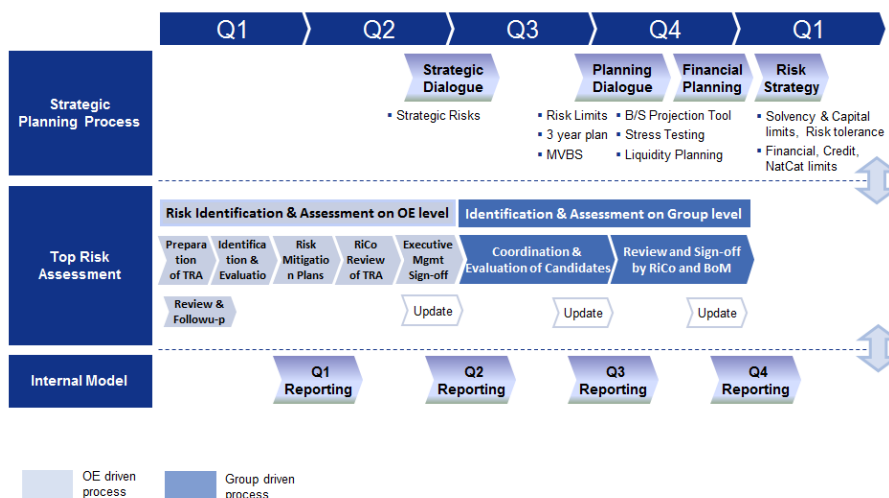 Q1
Q2
Q3
Q4
Q1
Strategic
Planning Process
Strategic
Dialogue
Planning
Dialogue
Financial
Planning
Risk
Strategy
▪ Strategic Risks
▪ Risk Limits
▪ 3 year plan
▪ MVBS
▪ B/S Projection Tool
▪ Stress Testing
▪ Liquidity Planning
▪ Solvency & Capital
limits, Risk tolerance
▪ Financial, Credit,
NatCat limits
Top Risk
Assessment
Risk Identification & Assessment on OE level
Identification & Assessment on Group level
Prepara
tion
of TRA
Identifica
tion &
Evaluatio
Risk
Mitigatio
n Plans
RiCo
Review
of TRA
Executive
Mgmt
Sign-off
Coordination &
Evaluation of Candidates
Review and Sign-off
by RiCo and BoM
Review &
Followu-p
Update
Update
Update
Internal Model
Q1
Reporting
Q2
Reporting
Q3
Reporting
Q4
Reporting
OE driven
process
Group driven
process